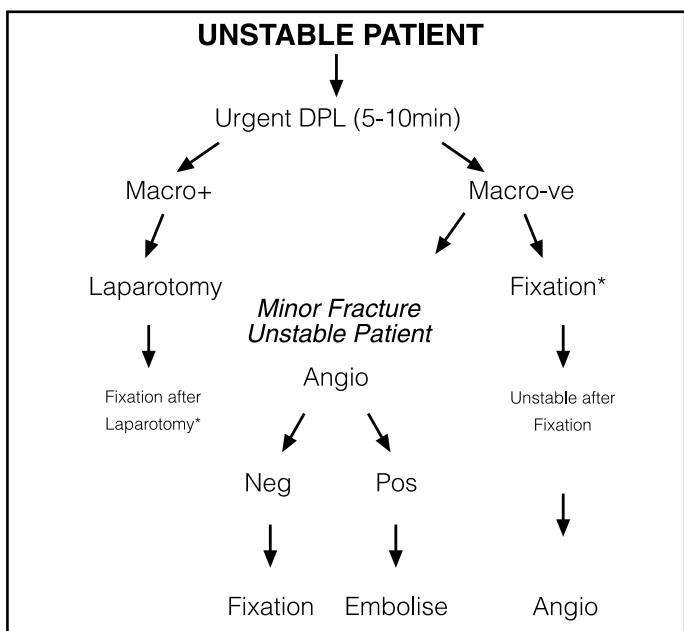 UNSTABLE PATIENT
Urgent DPL (5-10min)
Macro+
Macro-ve
Laparotomy
Fixation*
Minor Fracture
Unstable Patient
Angio
Fixation after
Laparotomy*
Unstable after
Fixation
Neg
Pos
Fixation
Embolise
Angio